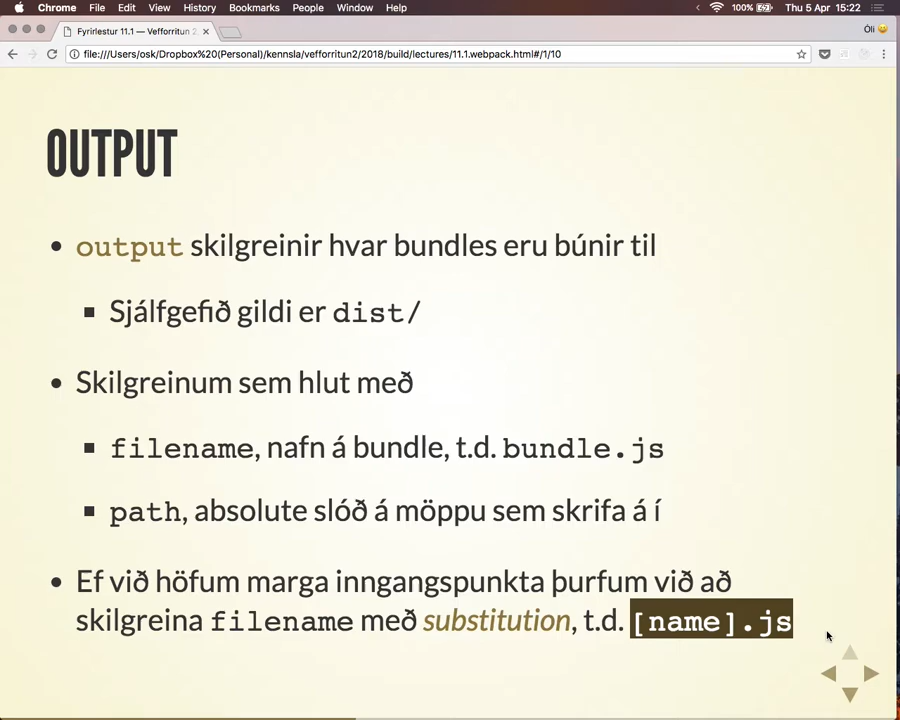 Chrome File Edit View History Bookmarks People Window Help 100% Thu 5 Apr 15:22
Fyrirlestur 11.1 — Vefforritun 2, Óli
file:///Users/osk/Dropbox%20(Personal)/kennsla/vefforritun2/2018/build/lectures/11.1.webpack.html#/1/10
OUTPUT
output skilgreinir hvar bundles eru búnir til
Sjálfgefið gildi er dist/
Skilgreinum sem hlut með
filename, nafn á bundle, t.d. bundle.js
path, absolute slóð á möppu sem skrifa á í
Ef við höfum marga inngangspunkta þurfum við að
skilgreina filename með substitution, t.d. [name].js